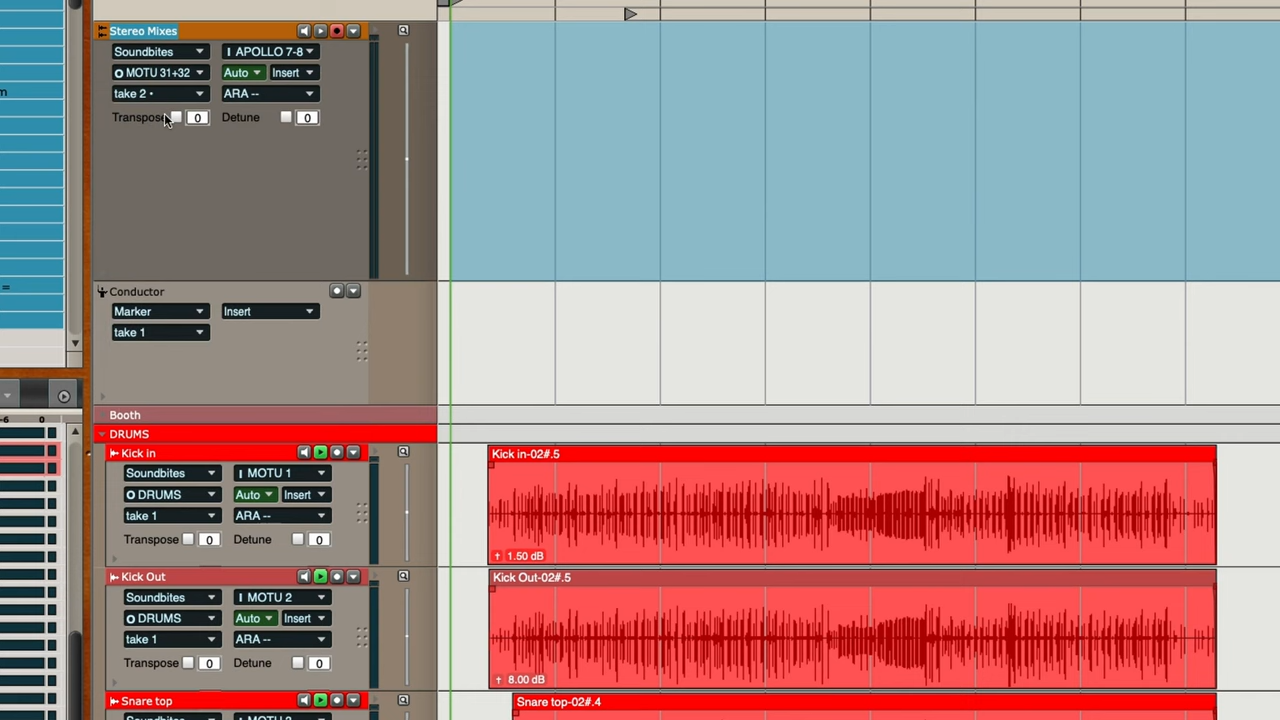 Stereo Mixes
Soundbites
I APOLLO 7-8
MOTU 31+32
Auto
Insert
take 2 •
ARA --
Transpose
0
Detune
0
m
=
Conductor
Marker
Insert
take 1
-6
0
Booth
DRUMS
Kick in
Soundbites
I MOTU 1
DRUMS
Auto
Insert
take 1
ARA --
Transpose
0
Detune
0
Kick in-02#.5
1.50 dB
Kick Out
Soundbites
I MOTU 2
DRUMS
Auto
Insert
take 1
ARA --
Transpose
0
Detune
0
Kick Out-02#.5
8.00 dB
Snare top
Snare top-02#.4